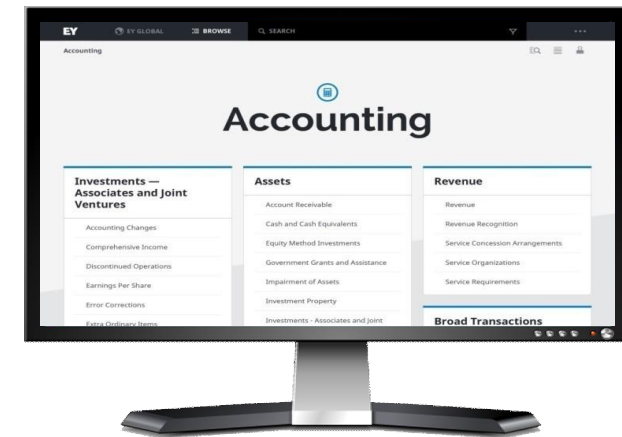 EY
EY GLOBAL
BROWSE
SEARCH
Accounting
Accounting
Investments —
Associates and Joint
Ventures
Accounting Changes
Comprehensive Income
Discontinued Operations
Earnings Per Share
Error Corrections
Extra Ordinary Items
Assets
Account Receivable
Cash and Cash Equivalents
Equity Method Investments
Government Grants and Assistance
Impairment of Assets
Investment Property
Investments - Associates and Joint
Revenue
Revenue
Revenue Recognition
Service Concession Arrangements
Service Organizations
Service Requirements
Broad Transactions